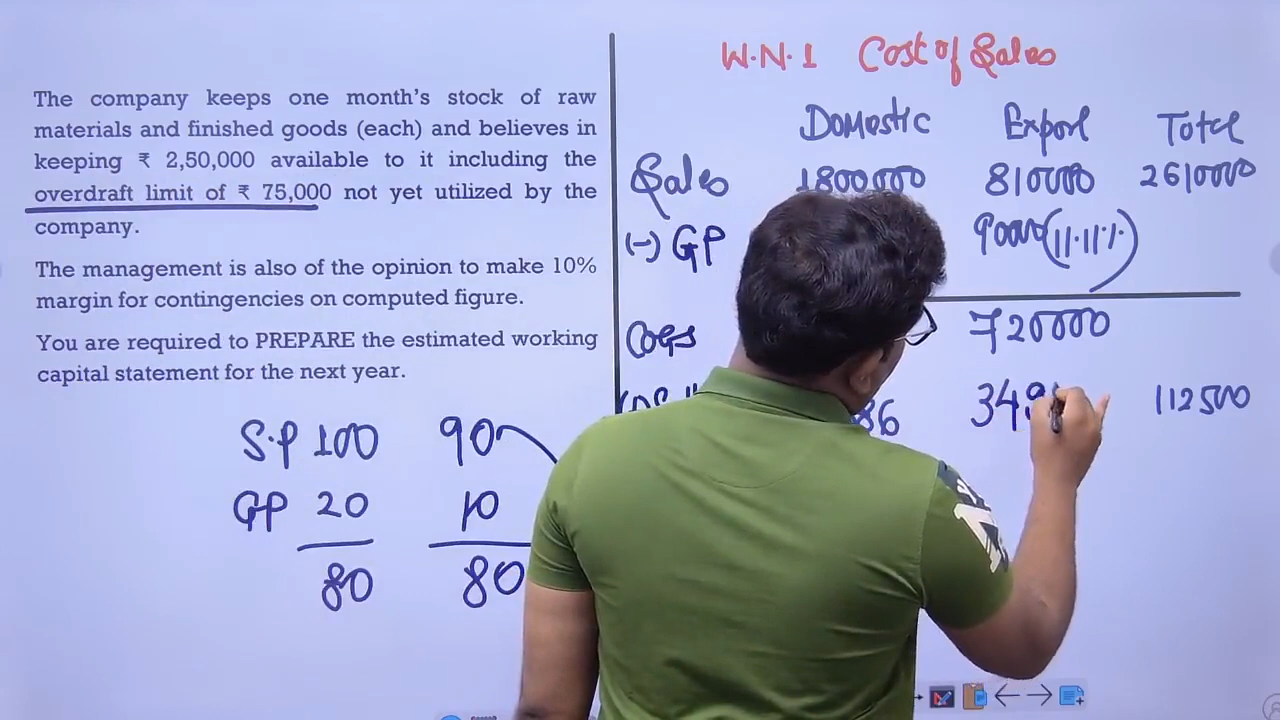 The company keeps one month's stock of raw
materials and finished goods (each) and believes in
keeping ₹ 2,50,000 available to it including the
overdraft limit of ₹ 75,000 not yet utilized by the
company.
The management is also of the opinion to make 10%
margin for contingencies on computed figure.
You are required to PREPARE the estimated working
capital statement for the next year.
S.P 100 90
GP 20 10
80 80
W.N.1 Cost of Sales
Domestic Export Total
Sales 1800000 810000 2610000
(-) GP 90000 (11.11%)
COGS 720000
86 112500